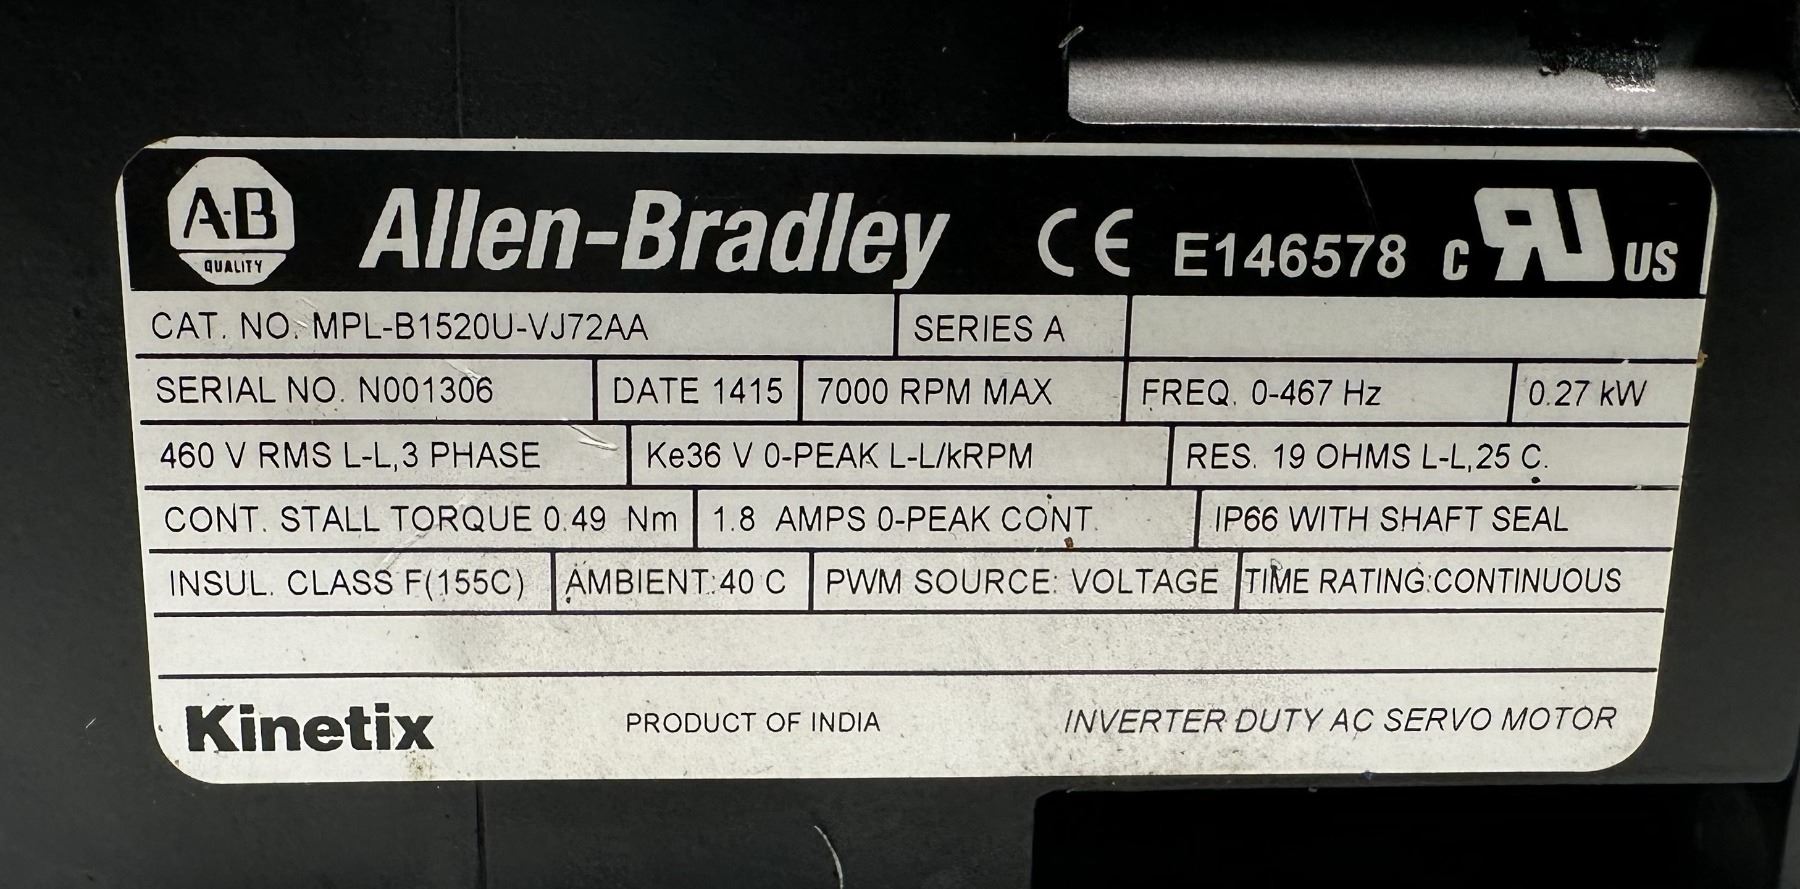 A-B QUALITY Allen-Bradley CE E146578 c RU US
CAT. NO. MPL-B1520U-VJ72AA SERIES A
SERIAL NO. N001306 DATE 1415 7000 RPM MAX FREQ. 0-467 Hz 0.27 kW
460 V RMS L-L,3 PHASE Ke36 V 0-PEAK L-L/kRPM RES. 19 OHMS L-L,25 C.
CONT. STALL TORQUE 0.49 Nm 1.8 AMPS 0-PEAK CONT. IP66 WITH SHAFT SEAL
INSUL. CLASS F(155C) AMBIENT:40 C PWM SOURCE: VOLTAGE TIME RATING:CONTINUOUS
Kinetix PRODUCT OF INDIA INVERTER DUTY AC SERVO MOTOR